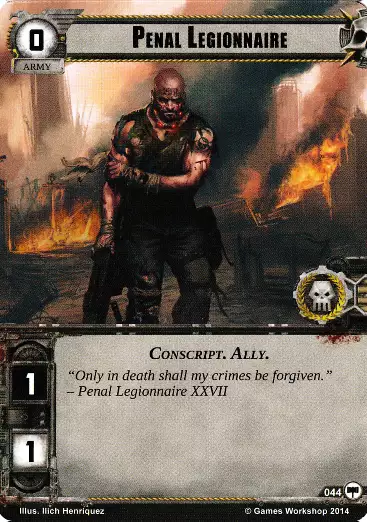 0
PENAL LEGIONNAIRE
ARMY
CONSCRIPT. ALLY.
1
“Only in death shall my crimes be forgiven.”
– Penal Legionnaire XXVII
1
044
Illus. Ilich Henriquez
© Games Workshop 2014